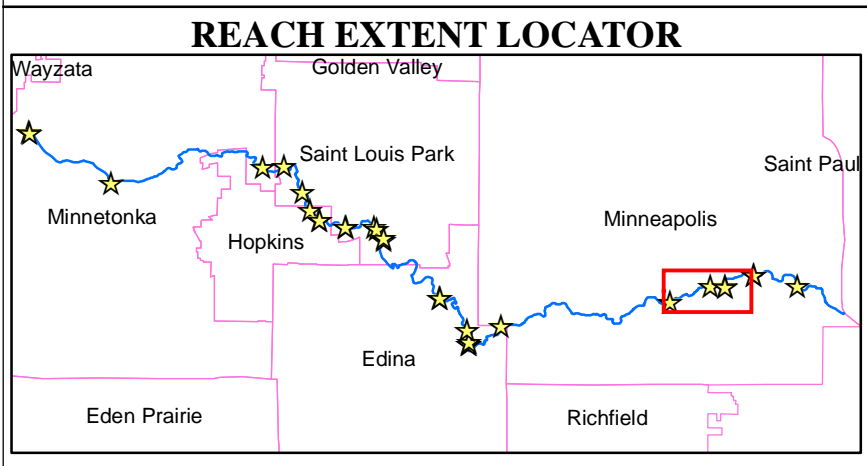 REACH EXTENT LOCATOR
Wayzata
Golden Valley
Saint Louis Park
Saint Paul
Minnetonka
Minneapolis
Hopkins
Edina
Eden Prairie
Richfield